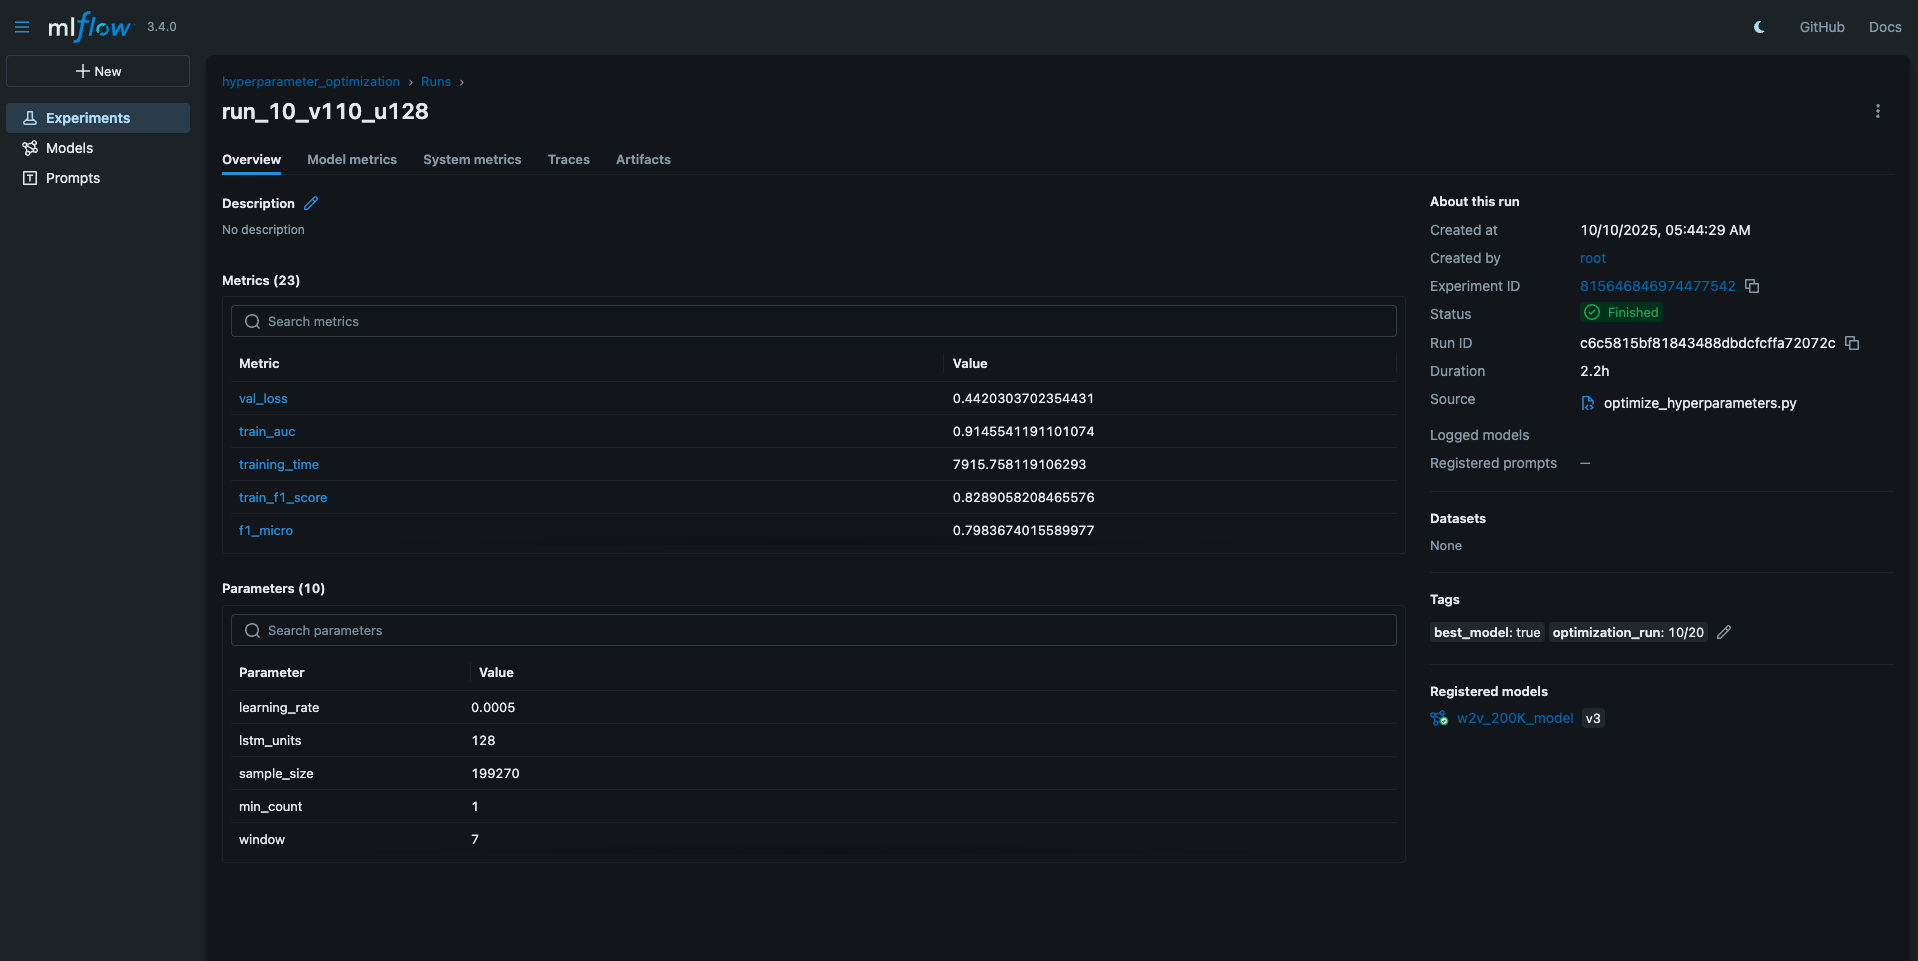 mlflow 3.4.0
GitHub Docs
New
Experiments
Models
Prompts
hyperparameter_optimization › Runs ›
run_10_v110_u128
Overview Model metrics System metrics Traces Artifacts
Description
No description
Metrics (23)
Search metrics
Metric Value
val_loss 0.4420303702354431
train_auc 0.9145541191101074
training_time 7915.758119106293
train_f1_score 0.8289058208465576
f1_micro 0.7983674015589977
Parameters (10)
Search parameters
Parameter Value
learning_rate 0.0005
lstm_units 128
sample_size 199270
min_count 1
window 7
About this run
Created at 10/10/2025, 05:44:29 AM
Created by root
Experiment ID 815646846974477542
Status Finished
Run ID c6c5815bf81843488dbdcfcffa72072c
Duration 2.2h
Source optimize_hyperparameters.py
Logged models
Registered prompts —
Datasets
None
Tags
best_model: true optimization_run: 10/20
Registered models
w2v_200K_model v3